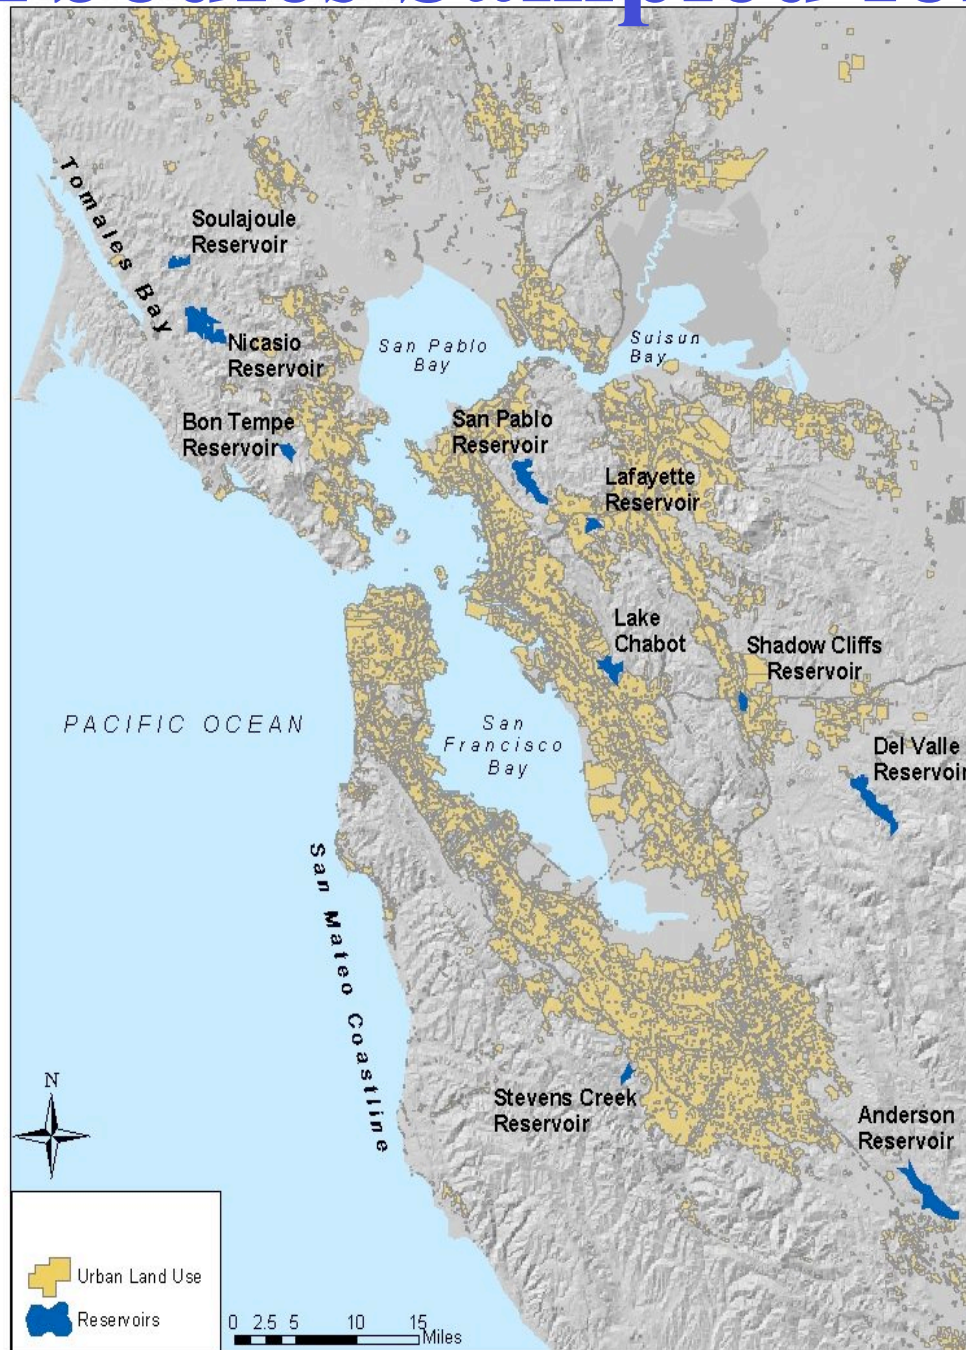 Tomales Bay
Soulajoule
Reservoir
Nicasio
Reservoir
San Pablo
Bay
Suisun
Bay
Bon Tempe
Reservoir
San Pablo
Reservoir
Lafayette
Reservoir
Lake
Chabot
Shadow Cliffs
Reservoir
PACIFIC OCEAN
San
Francisco
Bay
Del Valle
Reservoir
San Mateo Coastline
N
Stevens Creek
Reservoir
Anderson
Reservoir
Urban Land Use
Reservoirs
0 2.5 5 10 15
Miles